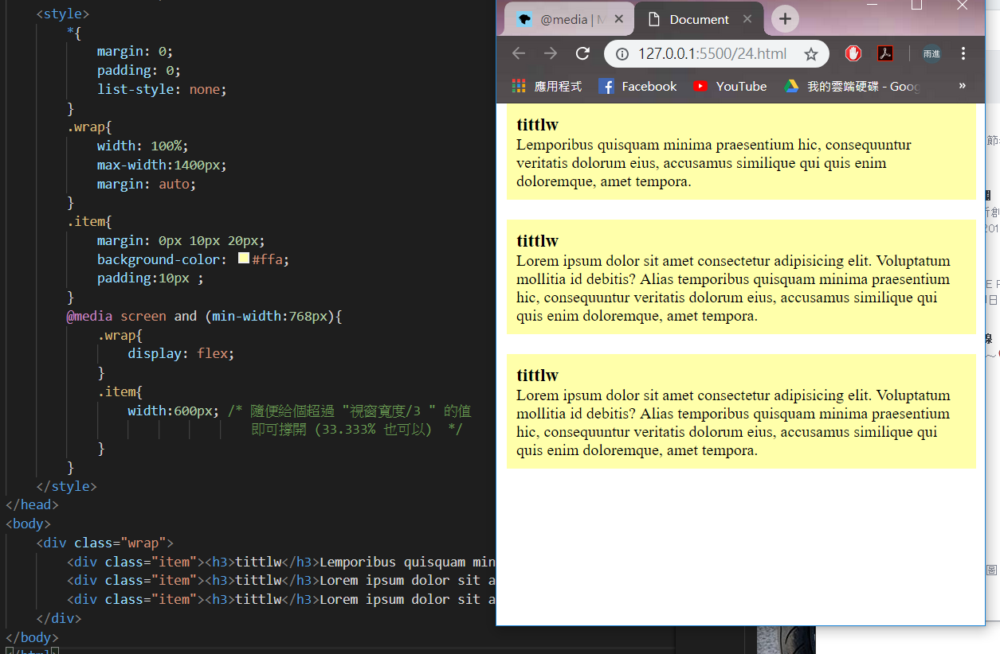 <style>
*{
margin: 0;
padding: 0;
list-style: none;
}
.wrap{
width: 100%;
max-width:1400px;
margin: auto;
}
.item{
margin: 0px 10px 20px;
background-color: #ffa;
padding:10px ;
}
@media screen and (min-width:768px){
.wrap{
display: flex;
}
.item{
width:600px; /* 隨便給個超過 "視窗寬度/3 " 的值
即可撐開 (33.333% 也可以) */
}
}
</style>
</head>
<body>
<div class="wrap">
<div class="item"><h3>tittlw</h3>Lemporibus quisquam min
<div class="item"><h3>tittlw</h3>Lorem ipsum dolor sit a
<div class="item"><h3>tittlw</h3>Lorem ipsum dolor sit a
</div>
</body>
</html>
@media | M
Document
127.0.0.1:5500/24.html
雨進
應用程式
Facebook
YouTube
我的雲端硬碟 - Goog
»
tittlw
Lemporibus quisquam minima praesentium hic, consequuntur
veritatis dolorum eius, accusamus similique qui quis enim
doloremque, amet tempora.
tittlw
Lorem ipsum dolor sit amet consectetur adipisicing elit. Voluptatum
mollitia id debitis? Alias temporibus quisquam minima praesentium
hic, consequuntur veritatis dolorum eius, accusamus similique qui
quis enim doloremque, amet tempora.
tittlw
Lorem ipsum dolor sit amet consectetur adipisicing elit. Voluptatum
mollitia id debitis? Alias temporibus quisquam minima praesentium
hic, consequuntur veritatis dolorum eius, accusamus similique qui
quis enim doloremque, amet tempora.
節
201
E F
日
線
圖